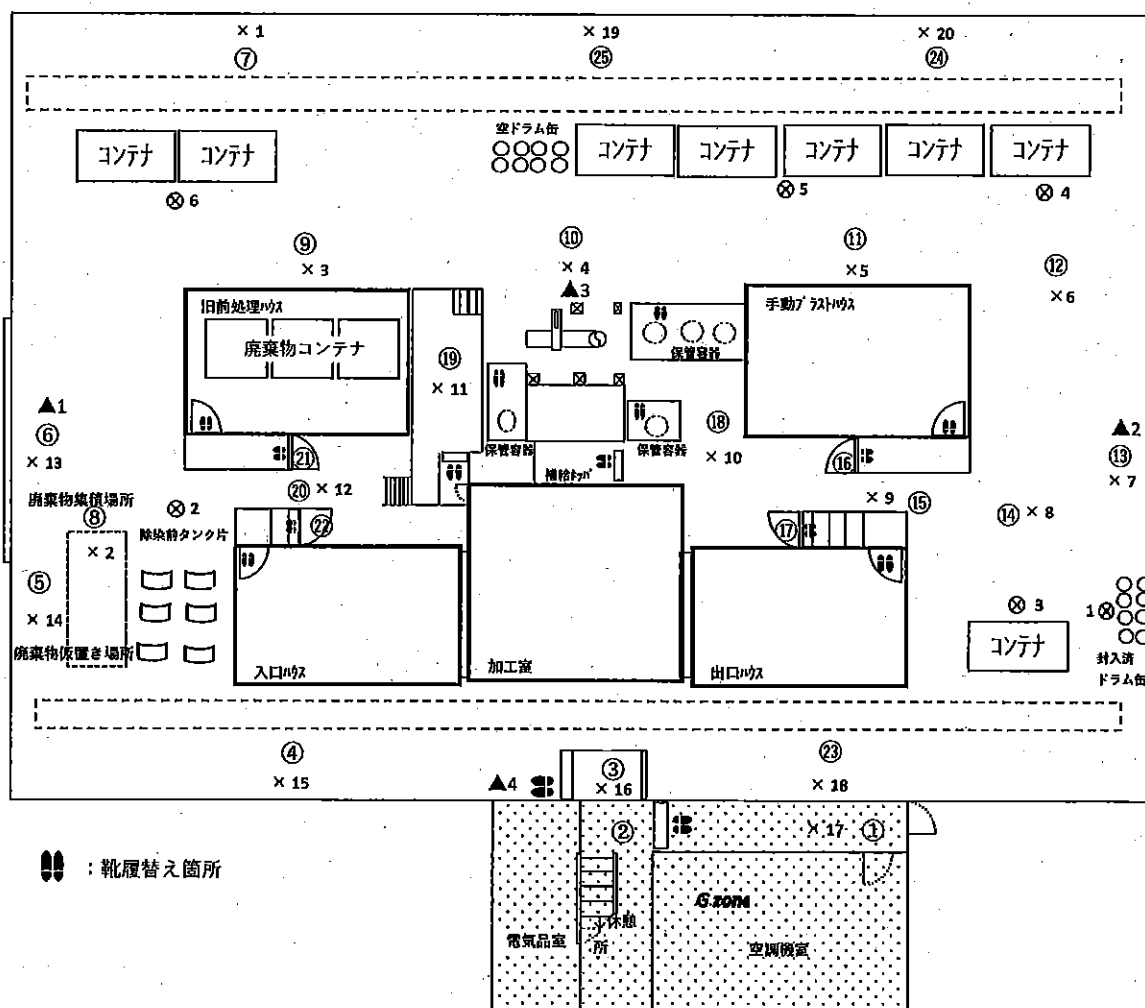 × 1
× 19
× 20
⑦
㉕
㉔
空ドラム缶
コンテナ
コンテナ
コンテナ
コンテナ
コンテナ
コンテナ
コンテナ
⊗ 6
⊗ 5
⊗ 4
⑨
⑩
⑪
⑫
× 3
× 4
× 5
× 6
▲3
旧前処理ハウス
手動ブラストハウス
廃棄物コンテナ
保管容器
⑲
× 11
▲1
⑥
× 13
⑱
▲2
⑬
保管容器
保管容器
× 10
㉑
⑯
× 7
補給ホッパ
廃棄物集積場所
⑳
× 12
× 9
⑮
⑧
⊗ 2
⑭
× 8
除染前タンク片
㉒
⑰
× 2
⑤
⊗ 3
1 ⊗
× 14
コンテナ
廃棄物仮置き場所
封入済
ドラム缶
入口ハウス
加工室
出口ハウス
④
㉓
③
× 15
▲4
× 16
× 18
②
× 17
①
:靴履替え箇所
G zone
休憩
所
電気品室
空調機室